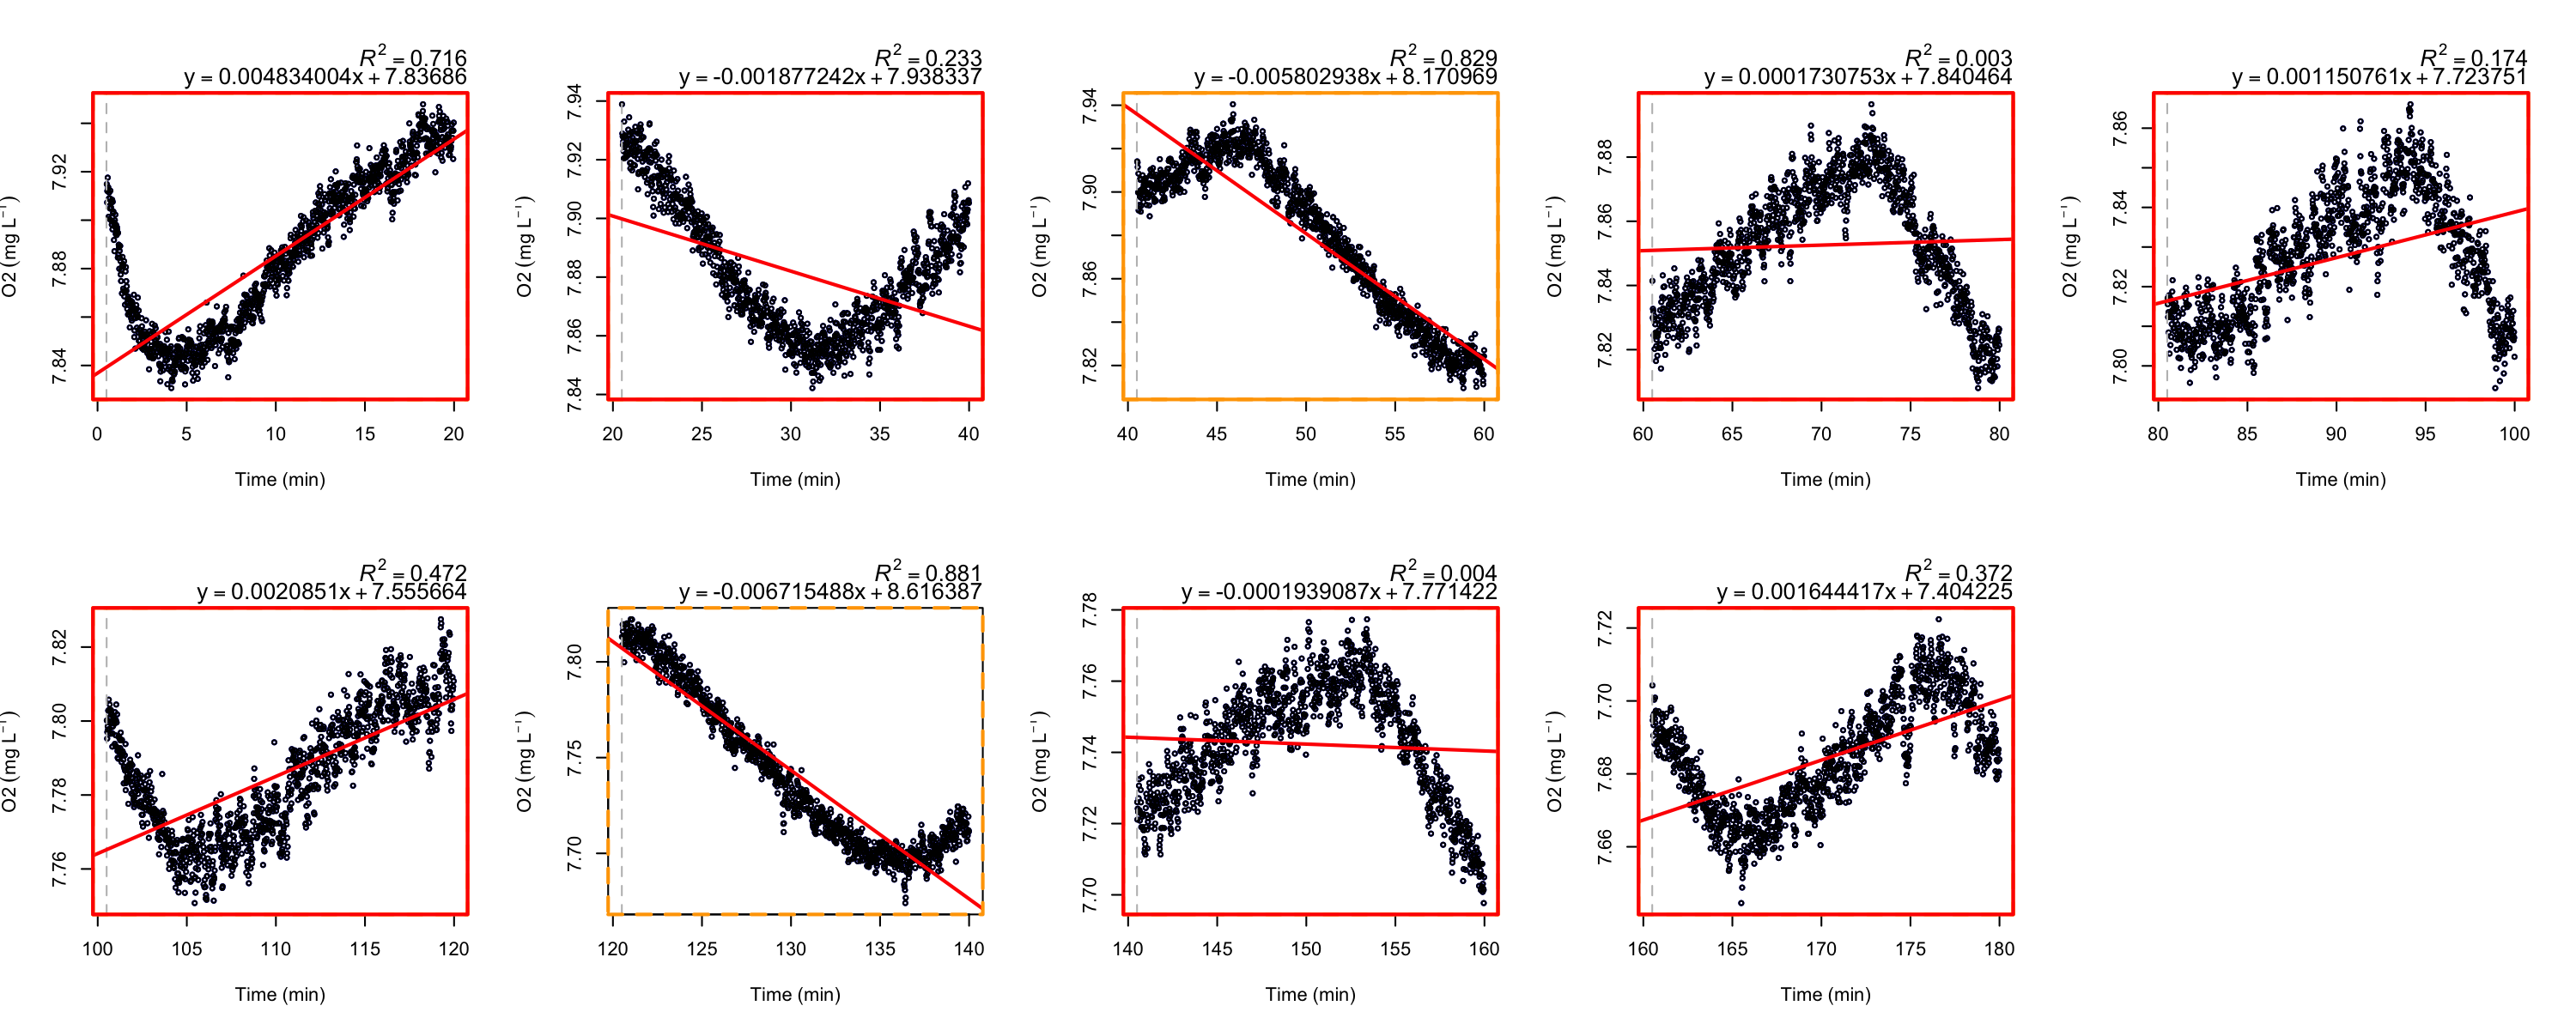 R² = 0.716
y = 0.004834004x + 7.83686
O2 (mg L⁻¹)
7.84 7.88 7.92
0 5 10 15 20
Time (min)
R² = 0.233
y = -0.001877242x + 7.938337
O2 (mg L⁻¹)
7.84 7.86 7.88 7.90 7.92 7.94
20 25 30 35 40
Time (min)
R² = 0.829
y = -0.005802938x + 8.170969
O2 (mg L⁻¹)
7.82 7.86 7.90 7.94
40 45 50 55 60
Time (min)
R² = 0.003
y = 0.0001730753x + 7.840464
O2 (mg L⁻¹)
7.82 7.84 7.86 7.88
60 65 70 75 80
Time (min)
R² = 0.174
y = 0.001150761x + 7.723751
O2 (mg L⁻¹)
7.80 7.82 7.84 7.86
80 85 90 95 100
Time (min)
R² = 0.472
y = 0.0020851x + 7.555664
O2 (mg L⁻¹)
7.76 7.78 7.80 7.82
100 105 110 115 120
Time (min)
R² = 0.881
y = -0.006715488x + 8.616387
O2 (mg L⁻¹)
7.70 7.75 7.80
120 125 130 135 140
Time (min)
R² = 0.004
y = -0.0001939087x + 7.771422
O2 (mg L⁻¹)
7.70 7.72 7.74 7.76 7.78
140 145 150 155 160
Time (min)
R² = 0.372
y = 0.001644417x + 7.404225
O2 (mg L⁻¹)
7.66 7.68 7.70 7.72
160 165 170 175 180
Time (min)